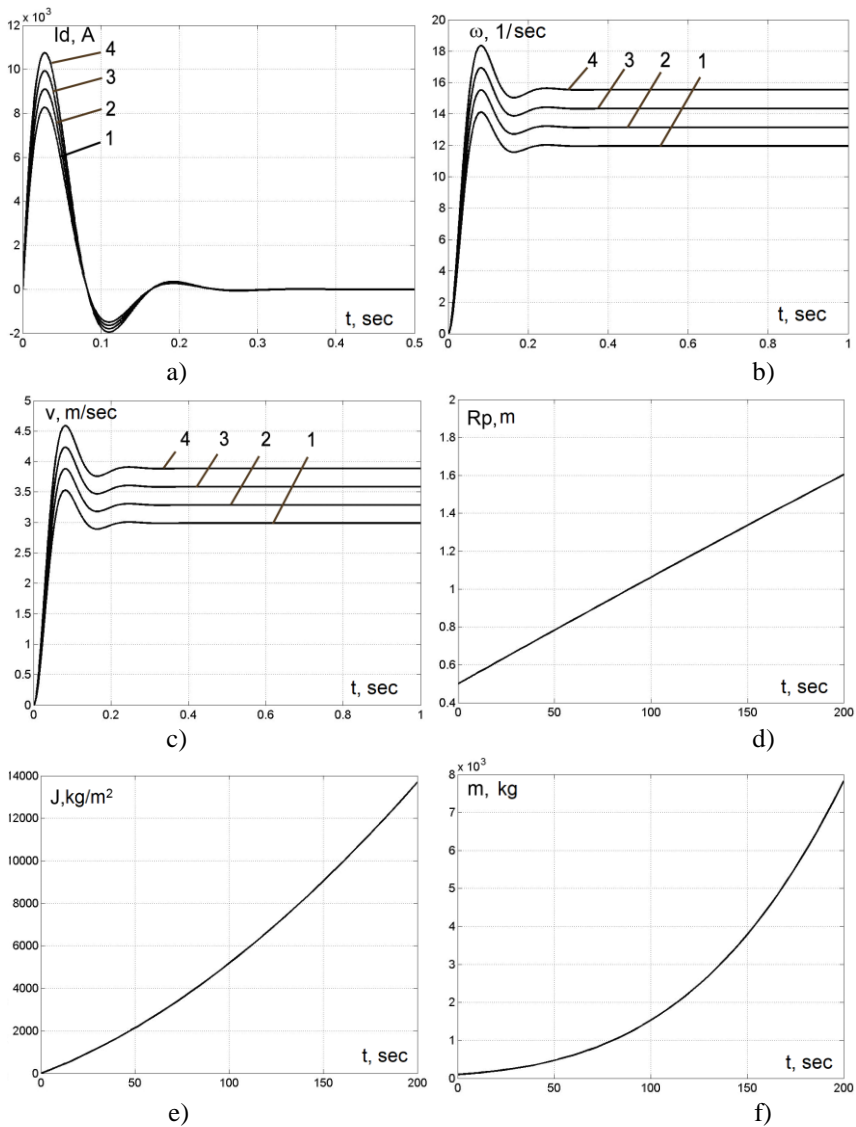 x 10³
Id, A
4
3
2
1
12
10
8
6
4
2
0
-2
0 0.1 0.2 0.3 0.4 0.5
t, sec
a)
ω, 1/sec
4 3 2 1
20
18
16
14
12
10
8
6
4
2
0
0 0.2 0.4 0.6 0.8 1
t, sec
b)
v, m/sec
4 3 2 1
5
4.5
4
3.5
3
2.5
2
1.5
1
0.5
0
0 0.2 0.4 0.6 0.8 1
t, sec
c)
Rp, m
2
1.8
1.6
1.4
1.2
1
0.8
0.6
0.4
0 50 100 150 200
t, sec
d)
J,kg/m²
14000
12000
10000
8000
6000
4000
2000
0
0 50 100 150 200
t, sec
e)
x 10³
m, kg
8
7
6
5
4
3
2
1
0
0 50 100 150 200
t, sec
f)